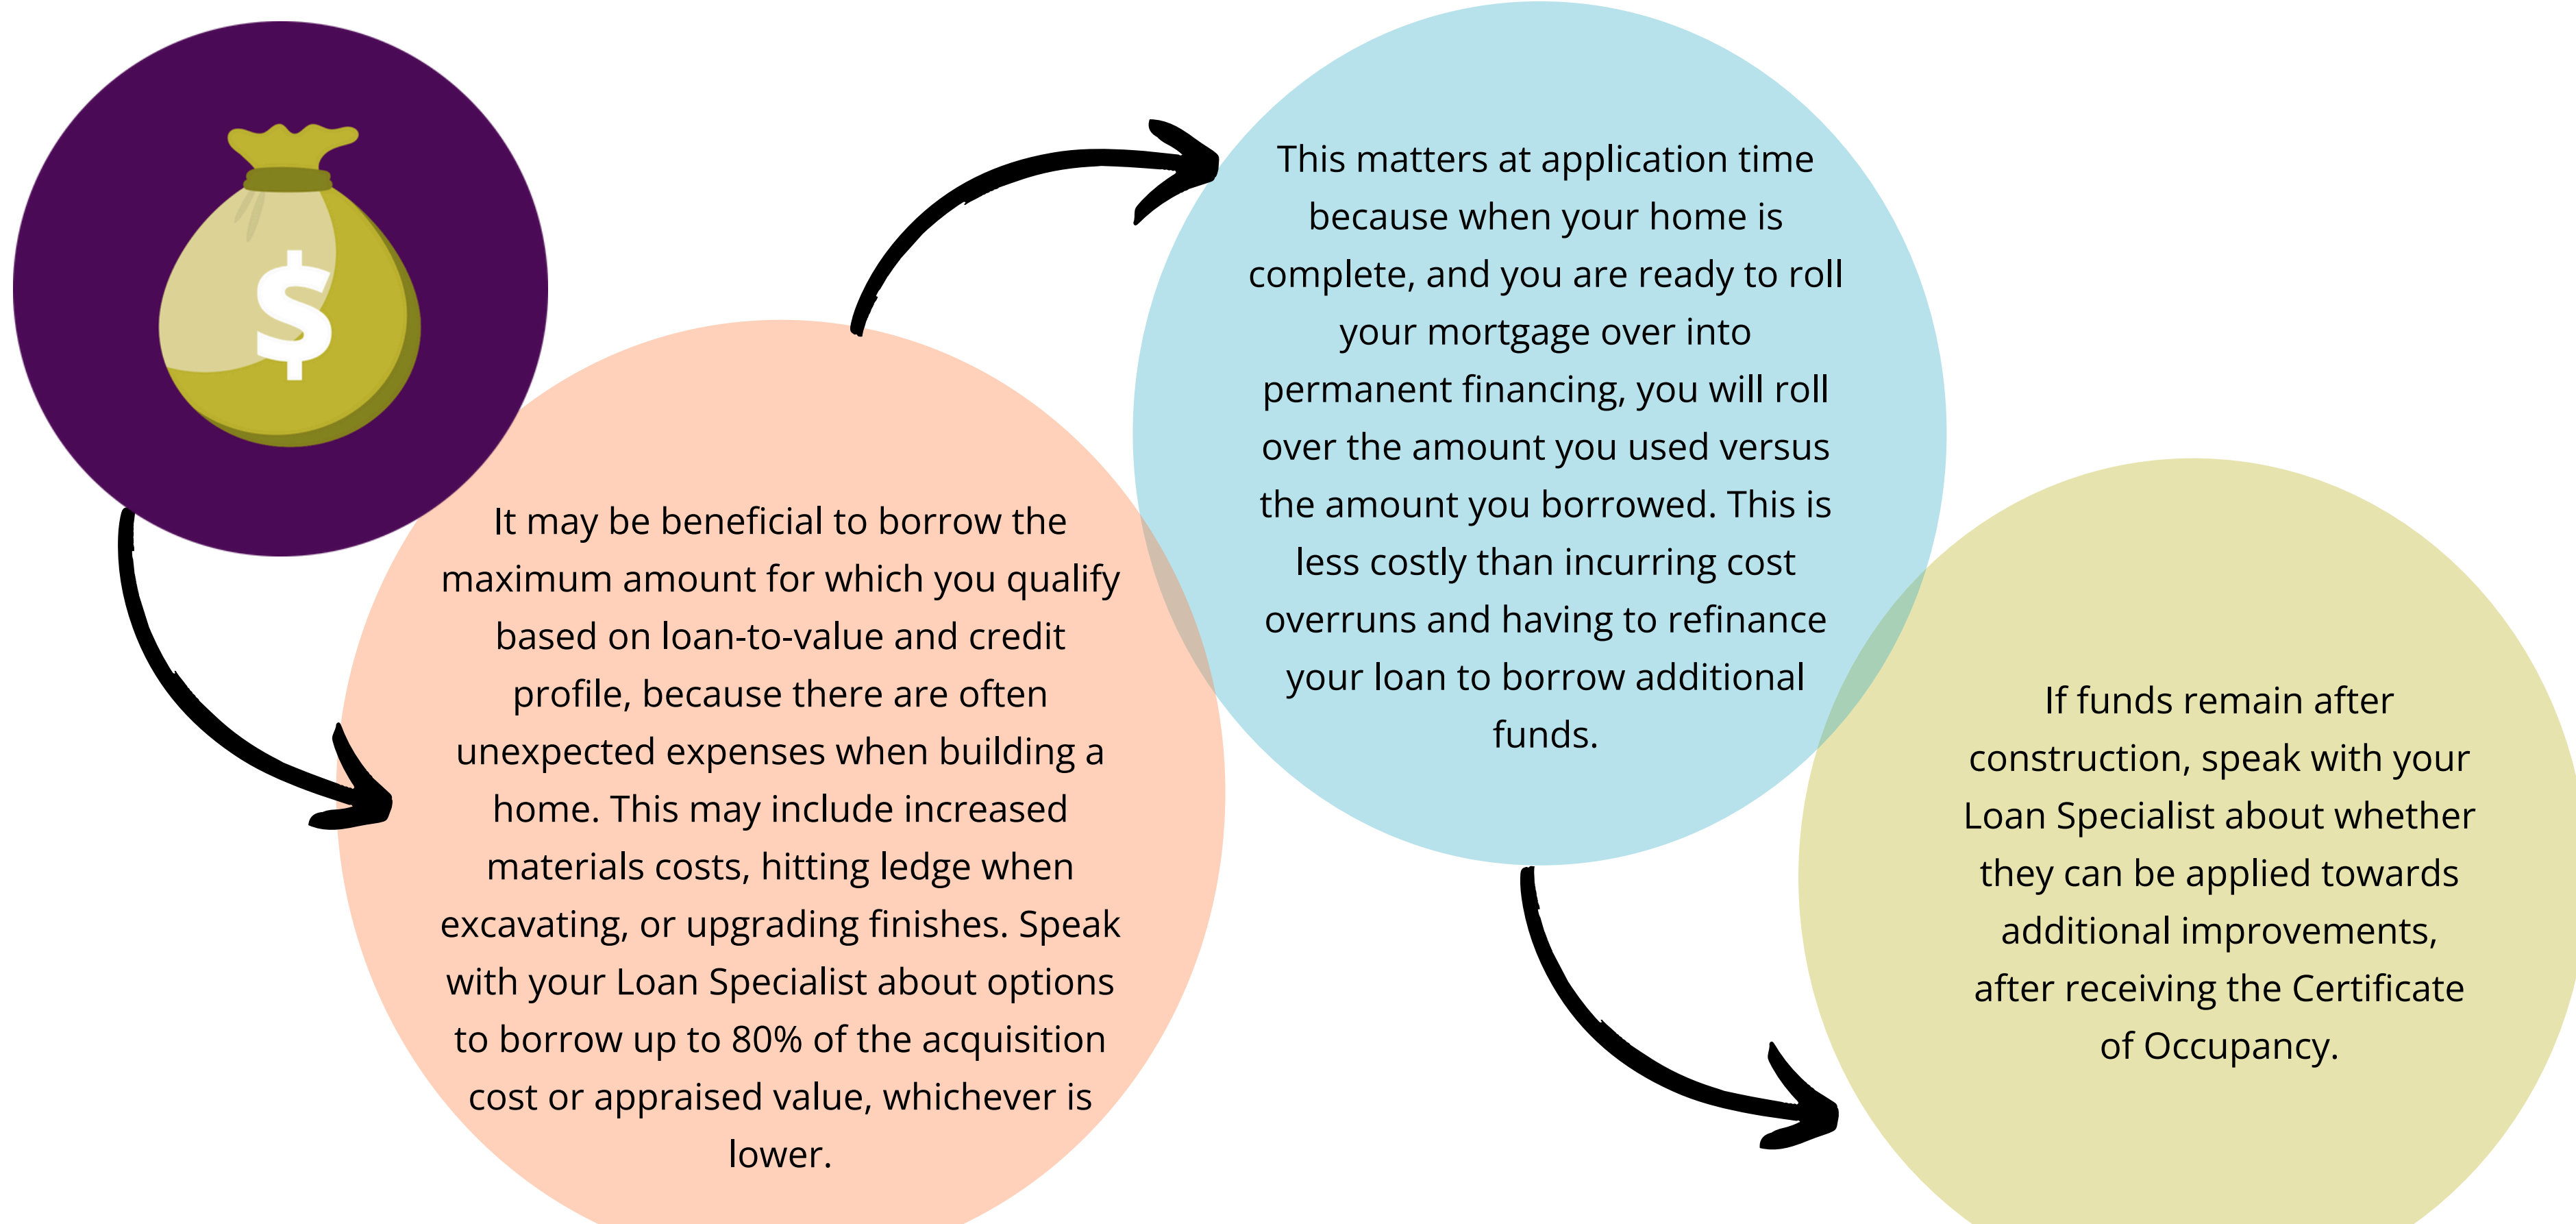 $
It may be beneficial to borrow the
maximum amount for which you qualify
based on loan-to-value and credit
profile, because there are often
unexpected expenses when building a
home. This may include increased
materials costs, hitting ledge when
excavating, or upgrading finishes. Speak
with your Loan Specialist about options
to borrow up to 80% of the acquisition
cost or appraised value, whichever is
lower.
This matters at application time
because when your home is
complete, and you are ready to roll
your mortgage over into
permanent financing, you will roll
over the amount you used versus
the amount you borrowed. This is
less costly than incurring cost
overruns and having to refinance
your loan to borrow additional
funds.
If funds remain after
construction, speak with your
Loan Specialist about whether
they can be applied towards
additional improvements,
after receiving the Certificate
of Occupancy.